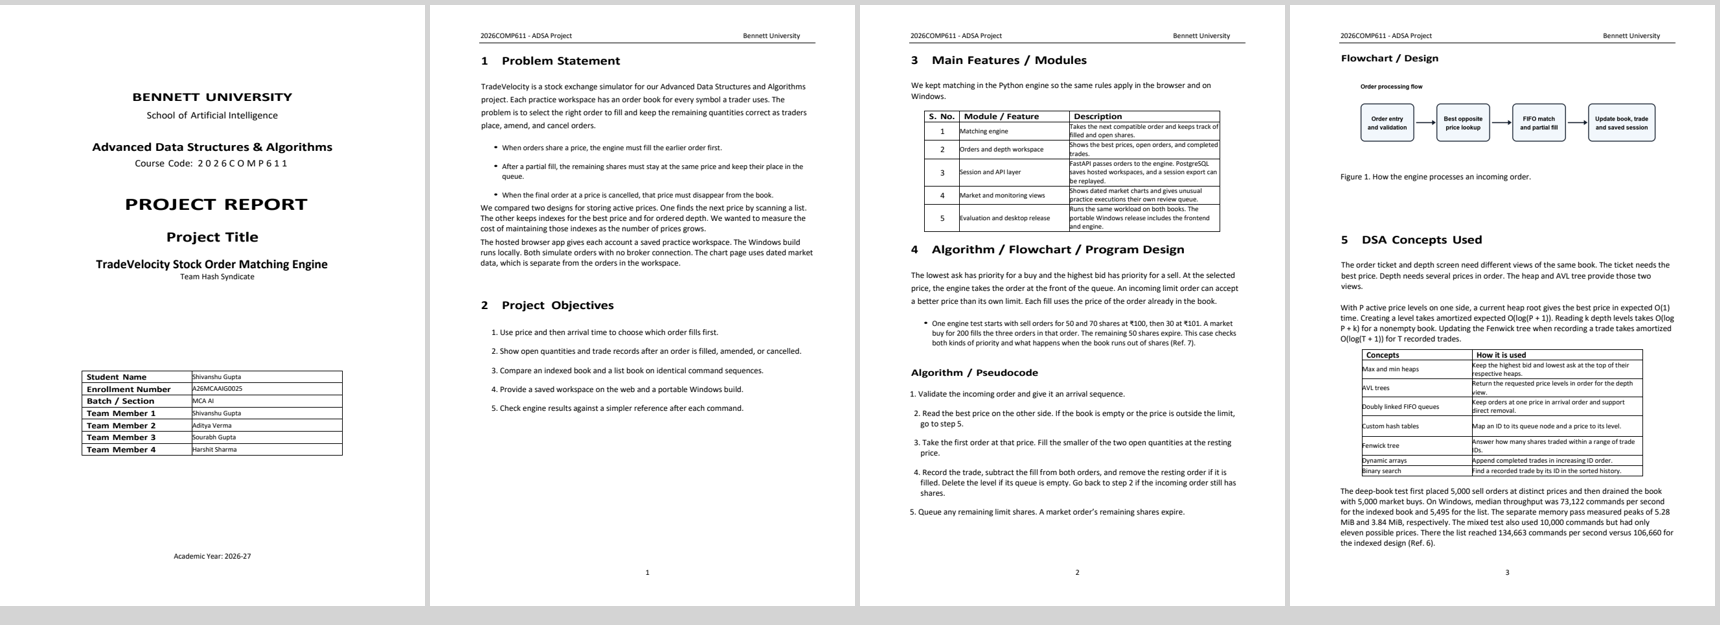 BENNETT UNIVERSITY
School of Artificial Intelligence
Advanced Data Structures & Algorithms
Course Code: 2 0 2 6 C O M P 6 1 1
PROJECT REPORT
Project Title
TradeVelocity Stock Order Matching Engine
Team Hash Syndicate
Student Name Shivanshu Gupta
Enrollment Number A26MCAAIG0025
Batch / Section MCA AI
Team Member 1 Shivanshu Gupta
Team Member 2 Aditya Verma
Team Member 3 Sourabh Gupta
Team Member 4 Harshit Sharma
Academic Year: 2026-27
2026COMP611 - ADSA Project Bennett University
1 Problem Statement
TradeVelocity is a stock exchange simulator for our Advanced Data Structures and Algorithms
project. Each practice workspace has an order book for every symbol a trader uses. The
problem is to select the right order to fill and keep the remaining quantities correct as traders
place, amend, and cancel orders.
• When orders share a price, the engine must fill the earlier order first.
• After a partial fill, the remaining shares must stay at the same price and keep their place in the
queue.
• When the final order at a price is cancelled, that price must disappear from the book.
We compared two designs for storing active prices. One finds the next price by scanning a list.
The other keeps indexes for the best price and for ordered depth. We wanted to measure the
cost of maintaining those indexes as the number of prices grows.
The hosted browser app gives each account a saved practice workspace. The Windows build
runs locally. Both simulate orders with no broker connection. The chart page uses dated market
data, which is separate from the orders in the workspace.
2 Project Objectives
1. Use price and then arrival time to choose which order fills first.
2. Show open quantities and trade records after an order is filled, amended, or cancelled.
3. Compare an indexed book and a list book on identical command sequences.
4. Provide a saved workspace on the web and a portable Windows build.
5. Check engine results against a simpler reference after each command.
1
2026COMP611 - ADSA Project Bennett University
3 Main Features / Modules
We kept matching in the Python engine so the same rules apply in the browser and on
Windows.
S. No. Module / Feature Description
1 Matching engine Takes the next compatible order and keeps track of
filled and open shares.
2 Orders and depth workspace Shows the best prices, open orders, and completed
trades.
3 Session and API layer FastAPI passes orders to the engine. PostgreSQL
saves hosted workspaces, and a session export can
be replayed.
4 Market and monitoring views Shows dated market charts and gives unusual
practice executions their own review queue.
5 Evaluation and desktop release Runs the same workload on both books. The
portable Windows release includes the frontend
and engine.
4 Algorithm / Flowchart / Program Design
The lowest ask has priority for a buy and the highest bid has priority for a sell. At the selected
price, the engine takes the order at the front of the queue. An incoming limit order can accept
a better price than its own limit. Each fill uses the price of the order already in the book.
• One engine test starts with sell orders for 50 and 70 shares at ₹100, then 30 at ₹101. A market
buy for 200 fills the three orders in that order. The remaining 50 shares expire. This case checks
both kinds of priority and what happens when the book runs out of shares (Ref. 7).
Algorithm / Pseudocode
1. Validate the incoming order and give it an arrival sequence.
2. Read the best price on the other side. If the book is empty or the price is outside the limit,
go to step 5.
3. Take the first order at that price. Fill the smaller of the two open quantities at the resting
price.
4. Record the trade, subtract the fill from both orders, and remove the resting order if it is
filled. Delete the level if its queue is empty. Go back to step 2 if the incoming order still has
shares.
5. Queue any remaining limit shares. A market order's remaining shares expire.
2
2026COMP611 - ADSA Project Bennett University
Flowchart / Design
Order processing flow
Order entry
and validation
Best opposite
price lookup
FIFO match
and partial fill
Update book, trade
and saved session
Figure 1. How the engine processes an incoming order.
5 DSA Concepts Used
The order ticket and depth screen need different views of the same book. The ticket needs the
best price. Depth needs several prices in order. The heap and AVL tree provide those two
views.
With P active price levels on one side, a current heap root gives the best price in expected O(1)
time. Creating a level takes amortized expected O(log(P + 1)). Reading k depth levels takes O(log
P + k) for a nonempty book. Updating the Fenwick tree when recording a trade takes amortized
O(log(T + 1)) for T recorded trades.
Concepts How it is used
Max and min heaps Keep the highest bid and lowest ask at the top of their
respective heaps.
AVL trees Return the requested price levels in order for the depth
view.
Doubly linked FIFO queues Keep orders at one price in arrival order and support
direct removal.
Custom hash tables Map an ID to its queue node and a price to its level.
Fenwick tree Answer how many shares traded within a range of trade
IDs.
Dynamic arrays Append completed trades in increasing ID order.
Binary search Find a recorded trade by its ID in the sorted history.
The deep-book test first placed 5,000 sell orders at distinct prices and then drained the book
with 5,000 market buys. On Windows, median throughput was 73,122 commands per second
for the indexed book and 5,495 for the list. The separate memory pass measured peaks of 5.28
MiB and 3.84 MiB, respectively. The mixed test also used 10,000 commands but had only
eleven possible prices. There the list reached 134,663 commands per second versus 106,660 for
the indexed design (Ref. 6).
3